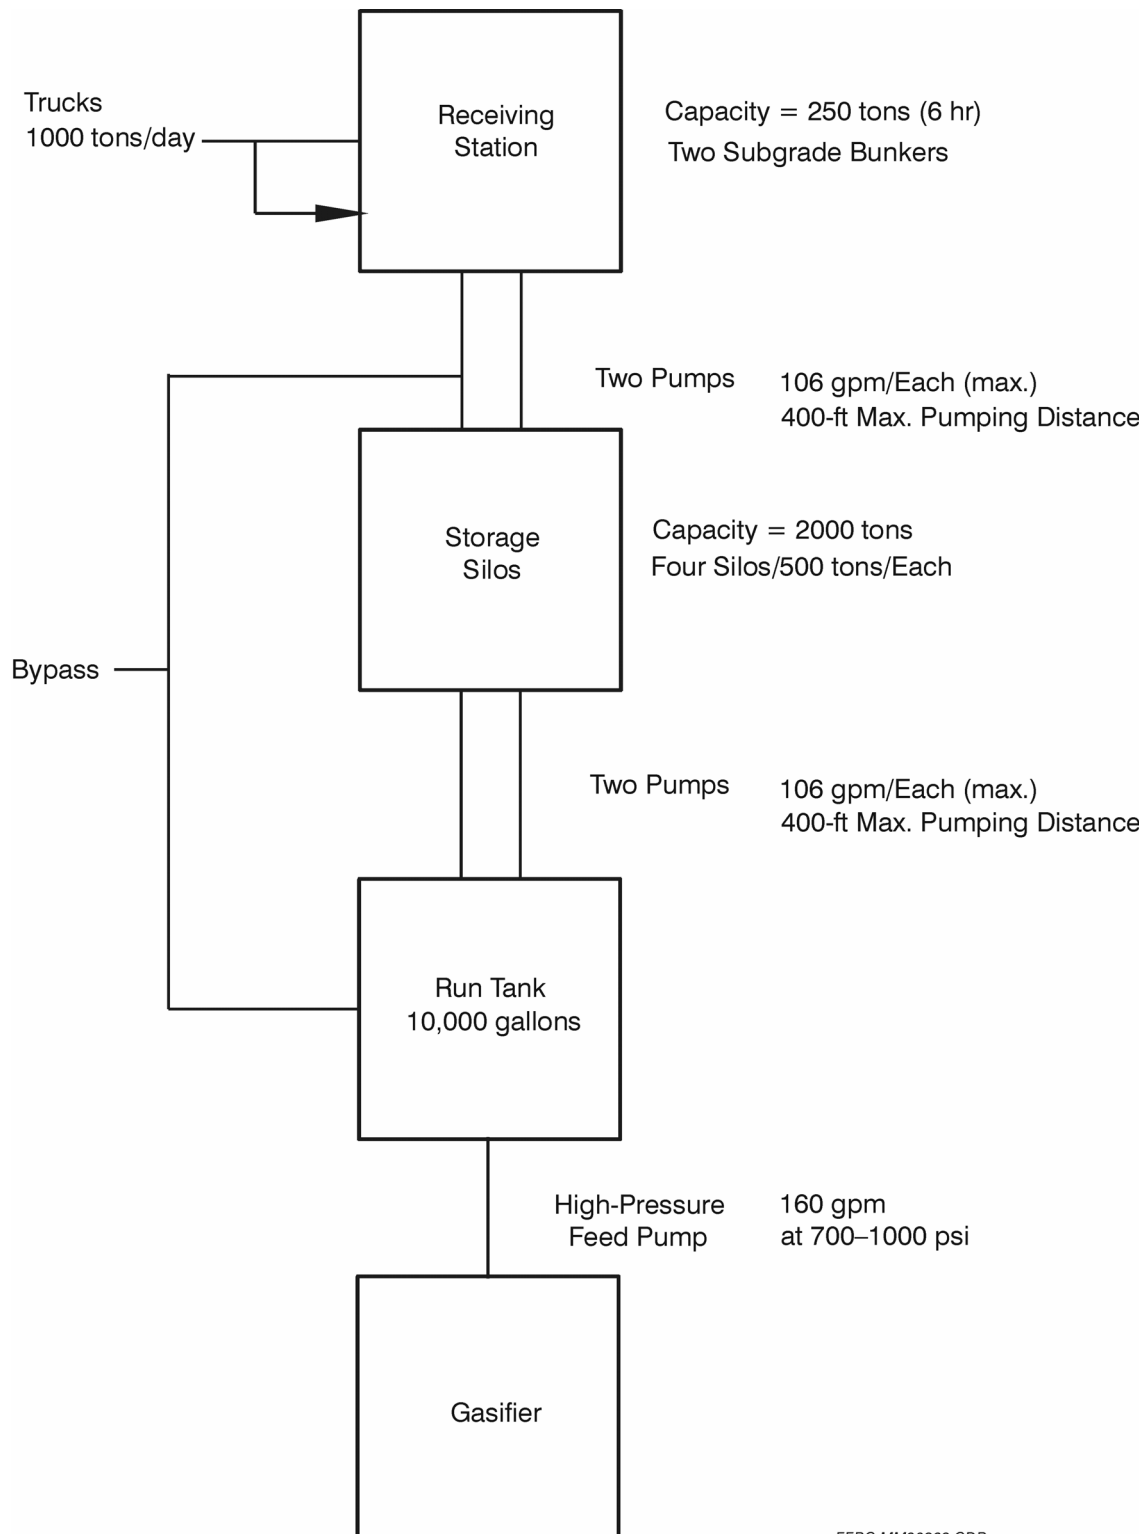 Trucks
1000 tons/day
Receiving
Station
Capacity = 250 tons (6 hr)
Two Subgrade Bunkers
Two Pumps
106 gpm/Each (max.)
400-ft Max. Pumping Distance
Storage
Silos
Capacity = 2000 tons
Four Silos/500 tons/Each
Bypass
Two Pumps
106 gpm/Each (max.)
400-ft Max. Pumping Distance
Run Tank
10,000 gallons
High-Pressure
Feed Pump
160 gpm
at 700–1000 psi
Gasifier